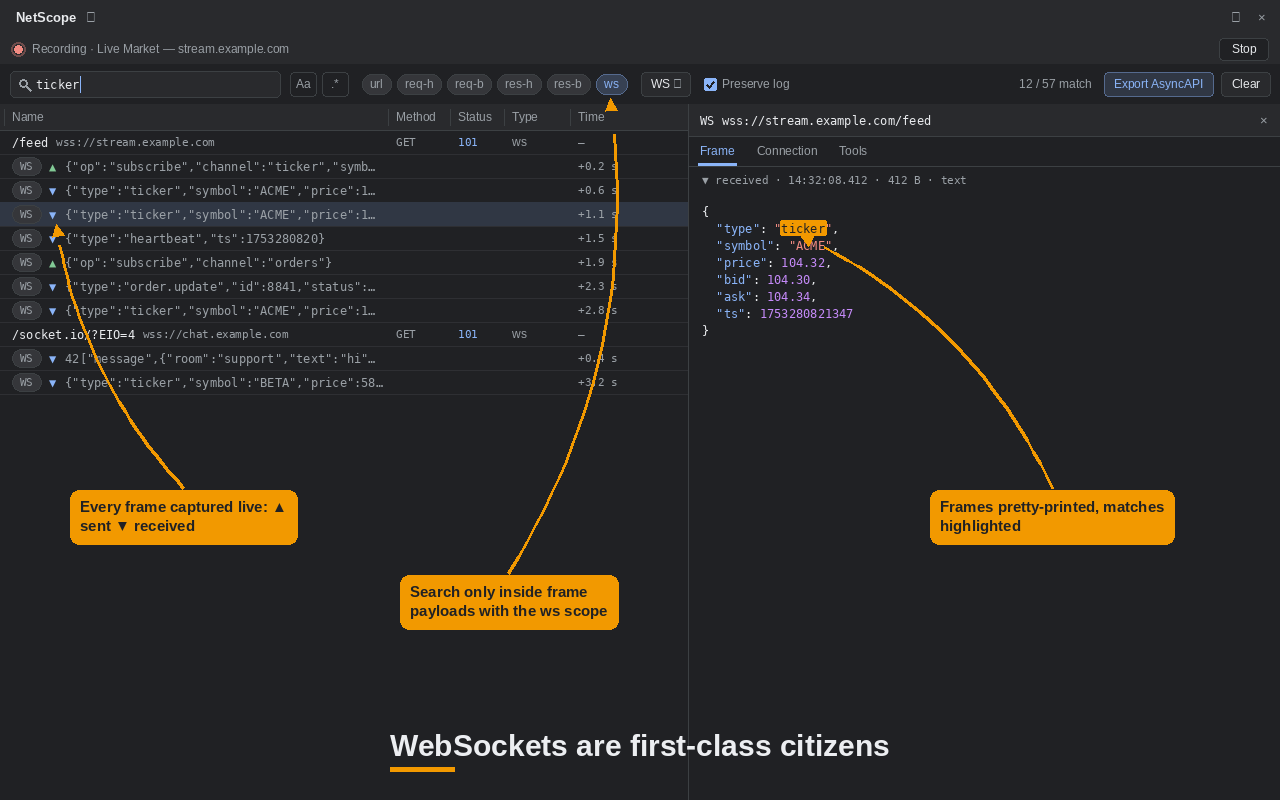 NetScope
Recording · Live Market — stream.example.com
Stop
ticker
Aa
.*
url
req-h
req-b
res-h
res-b
ws
WS
Preserve log
12 / 57 match
Export AsyncAPI
Clear
Name Method Status Type Time
/feed wss://stream.example.com GET 101 ws —
WS ▲ {"op":"subscribe","channel":"ticker","symb… +0.2 s
WS ▼ {"type":"ticker","symbol":"ACME","price":1… +0.6 s
WS ▼ {"type":"ticker","symbol":"ACME","price":1… +1.1 s
WS ▼ {"type":"heartbeat","ts":1753280820} +1.5 s
WS ▲ {"op":"subscribe","channel":"orders"} +1.9 s
WS ▼ {"type":"order.update","id":8841,"status":… +2.3 s
WS ▼ {"type":"ticker","symbol":"ACME","price":1… +2.8 s
/socket.io/?EIO=4 wss://chat.example.com GET 101 ws —
WS ▼ 42["message",{"room":"support","text":"hi"… +0.4 s
WS ▼ {"type":"ticker","symbol":"BETA","price":58… +3.2 s
WS wss://stream.example.com/feed ×
Frame Connection Tools
▼ received · 14:32:08.412 · 412 B · text
{
"type": "ticker",
"symbol": "ACME",
"price": 104.32,
"bid": 104.30,
"ask": 104.34,
"ts": 1753280821347
}
Every frame captured live: ▲
sent ▼ received
Search only inside frame
payloads with the ws scope
Frames pretty-printed, matches
highlighted
WebSockets are first-class citizens